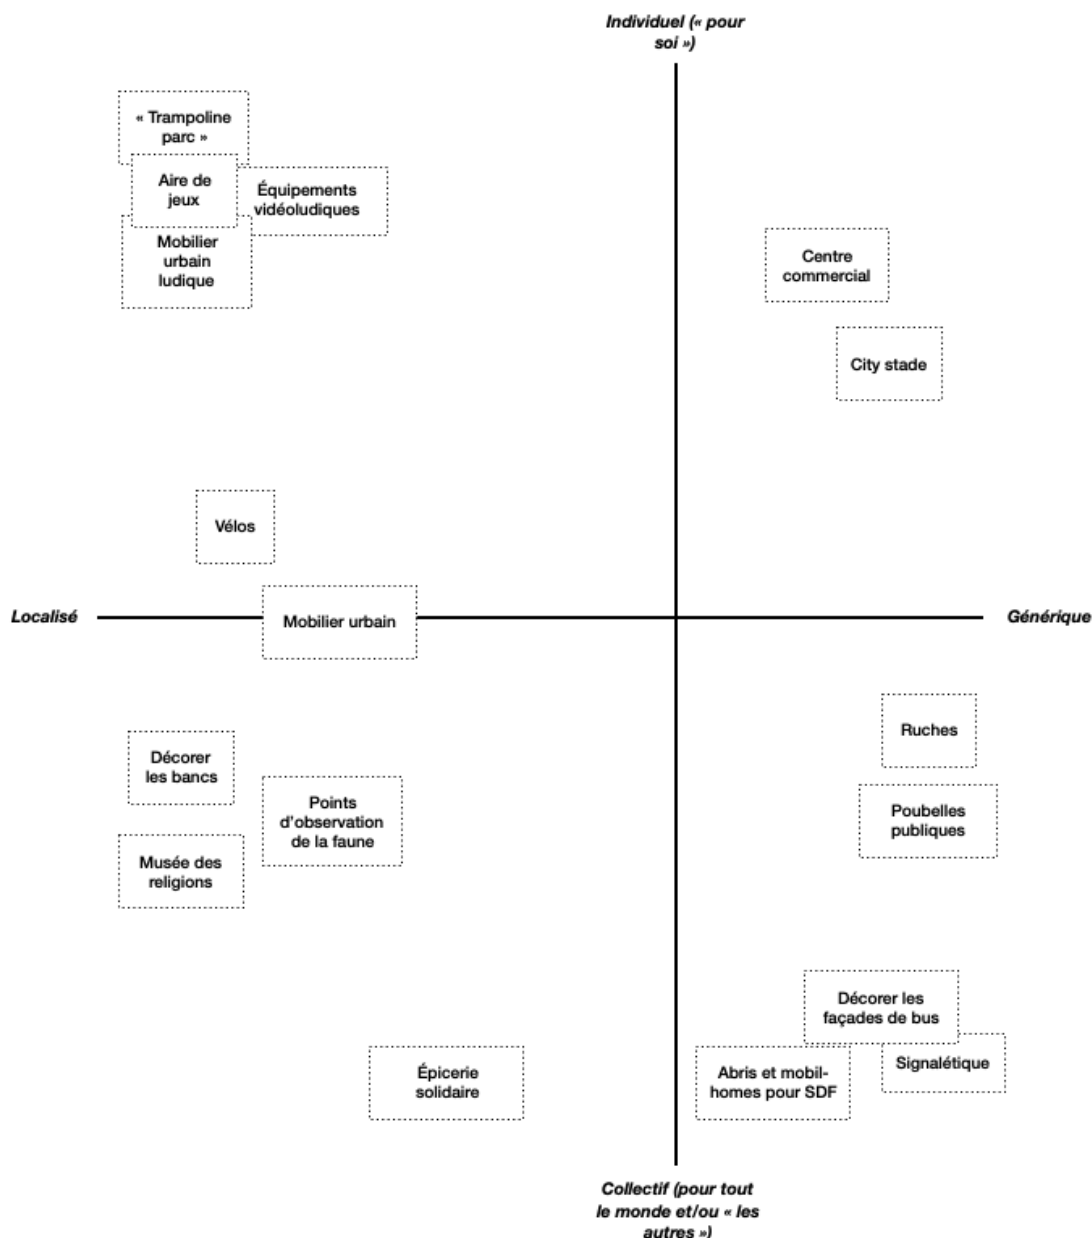 Individuel (« pour
soi »)
« Trampoline
parc »
Aire de
jeux
Équipements
vidéoludiques
Mobilier
urbain
ludique
Centre
commercial
City stade
Vélos
Localisé
Mobilier urbain
Générique
Ruches
Décorer
les bancs
Points
d'observation
de la faune
Poubelles
publiques
Musée des
religions
Décorer les
façades de bus
Signalétique
Épicerie
solidaire
Abris et mobil-
homes pour SDF
Collectif (pour tout
le monde et/ou « les
autres »)